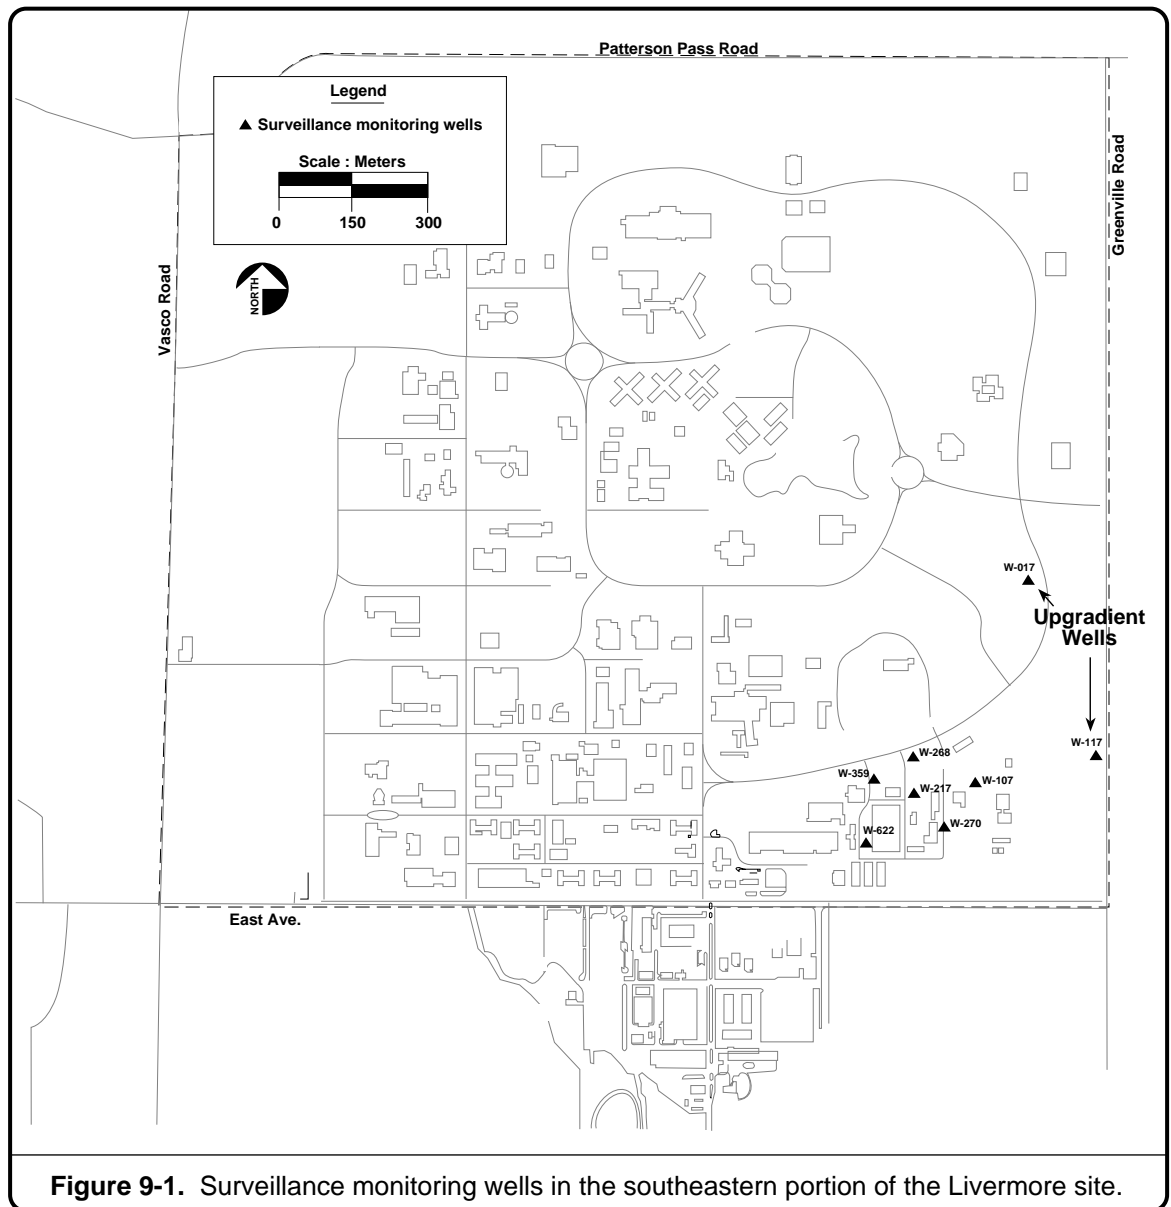 Patterson Pass Road
Legend
▲ Surveillance monitoring wells
Scale : Meters
0 150 300
NORTH
Vasco Road
Greenville Road
W-017
Upgradient
Wells
W-117
W-268
W-359
W-107
W-217
W-270
W-622
East Ave.
Figure 9-1. Surveillance monitoring wells in the southeastern portion of the Livermore site.